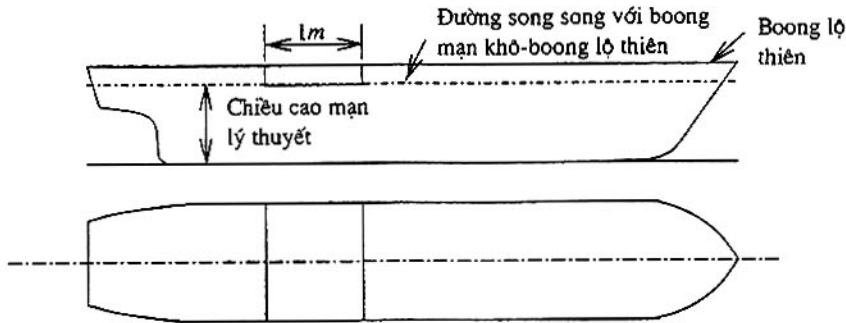 1m
Đường song song với boong
mạn khô-boong lộ thiên
Boong lộ
thiên
Chiều cao mạn
lý thuyết